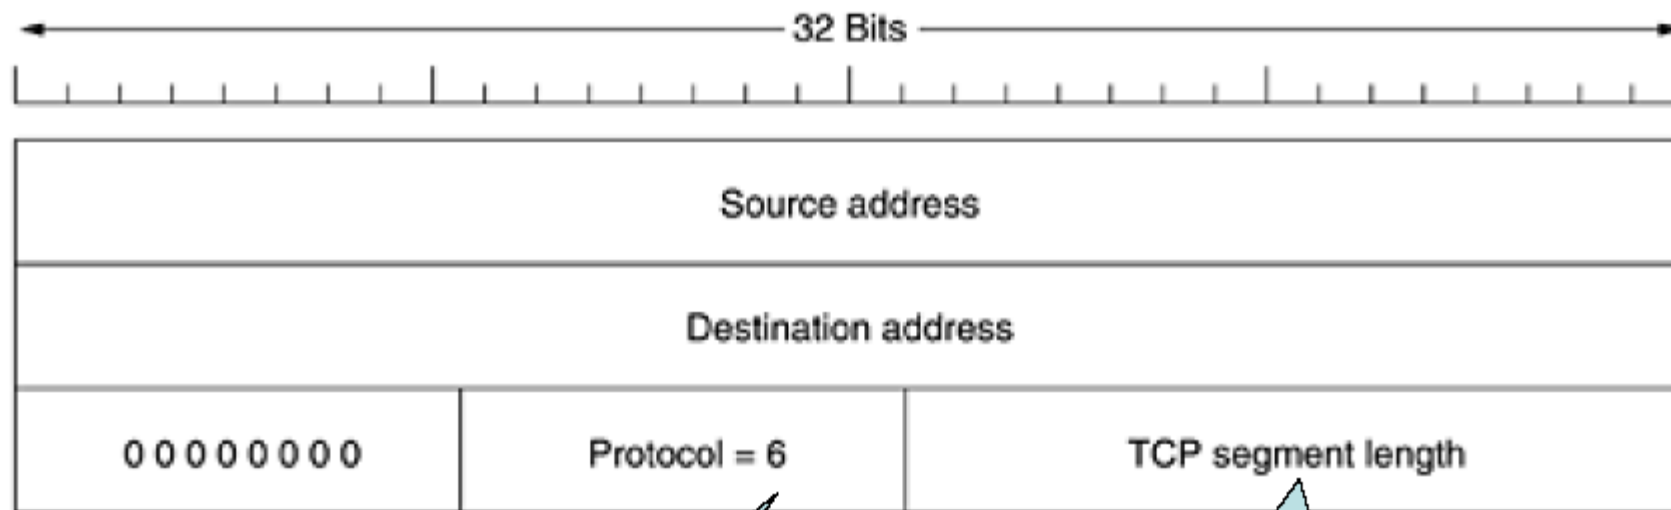 32 Bits
Source address
Destination address
0 0 0 0 0 0 0 0 Protocol = 6 TCP segment length